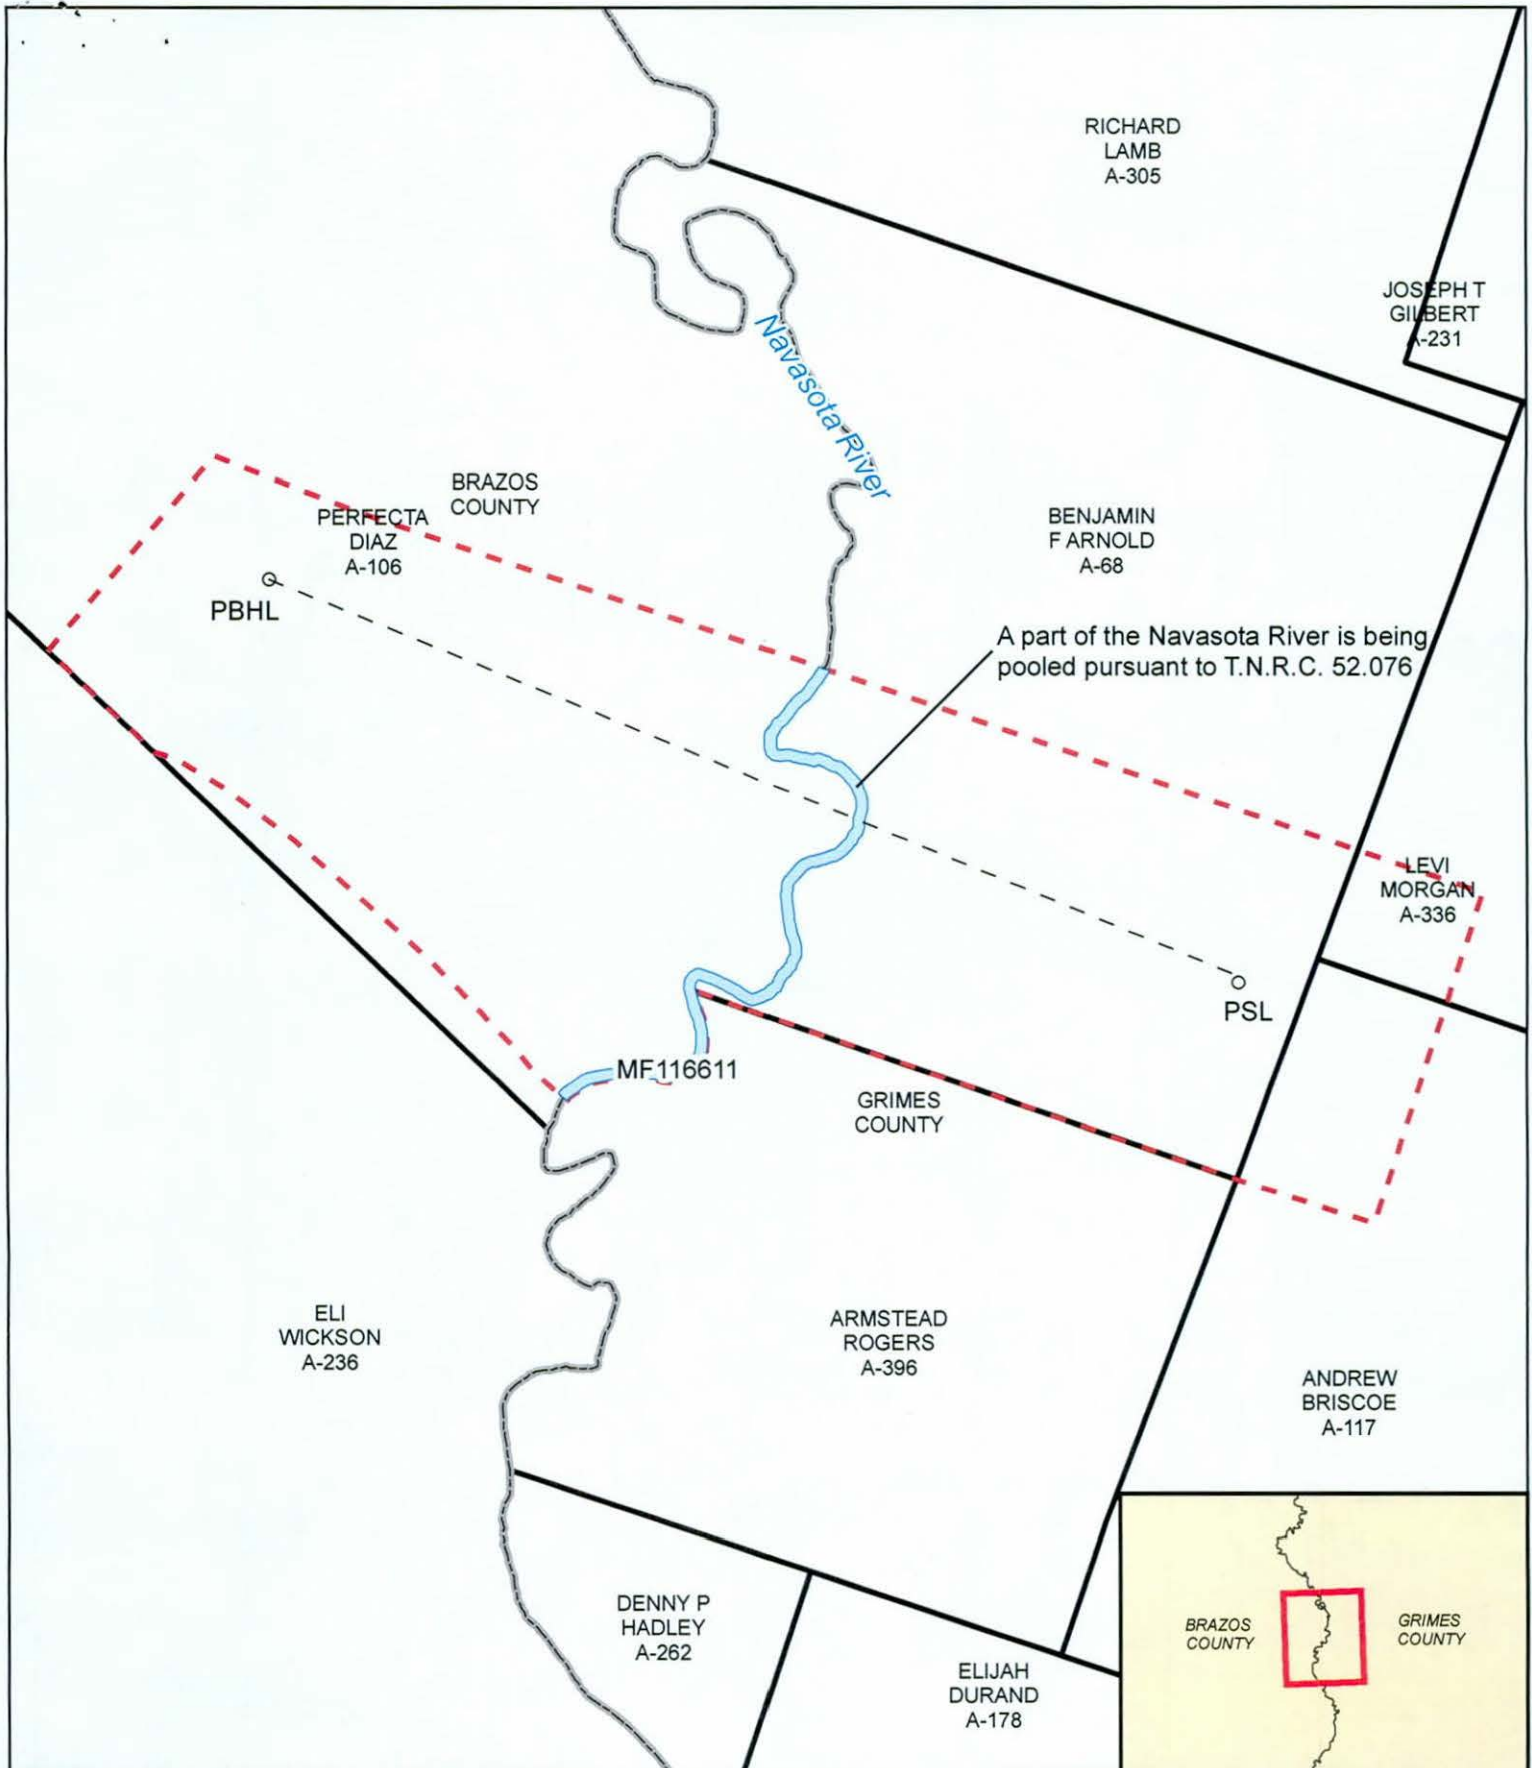 RICHARD
LAMB
A-305
JOSEPH T
GILBERT
A-231
Navasota River
BRAZOS
COUNTY
PERFECTA
DIAZ
A-106
BENJAMIN
F ARNOLD
A-68
PBHL
A part of the Navasota River is being
pooled pursuant to T.N.R.C. 52.076
LEVI
MORGAN
A-336
PSL
MF116611
GRIMES
COUNTY
ELI
WICKSON
A-236
ARMSTEAD
ROGERS
A-396
ANDREW
BRISCOE
A-117
DENNY P
HADLEY
A-262
ELIJAH
DURAND
A-178
BRAZOS
COUNTY
GRIMES
COUNTY